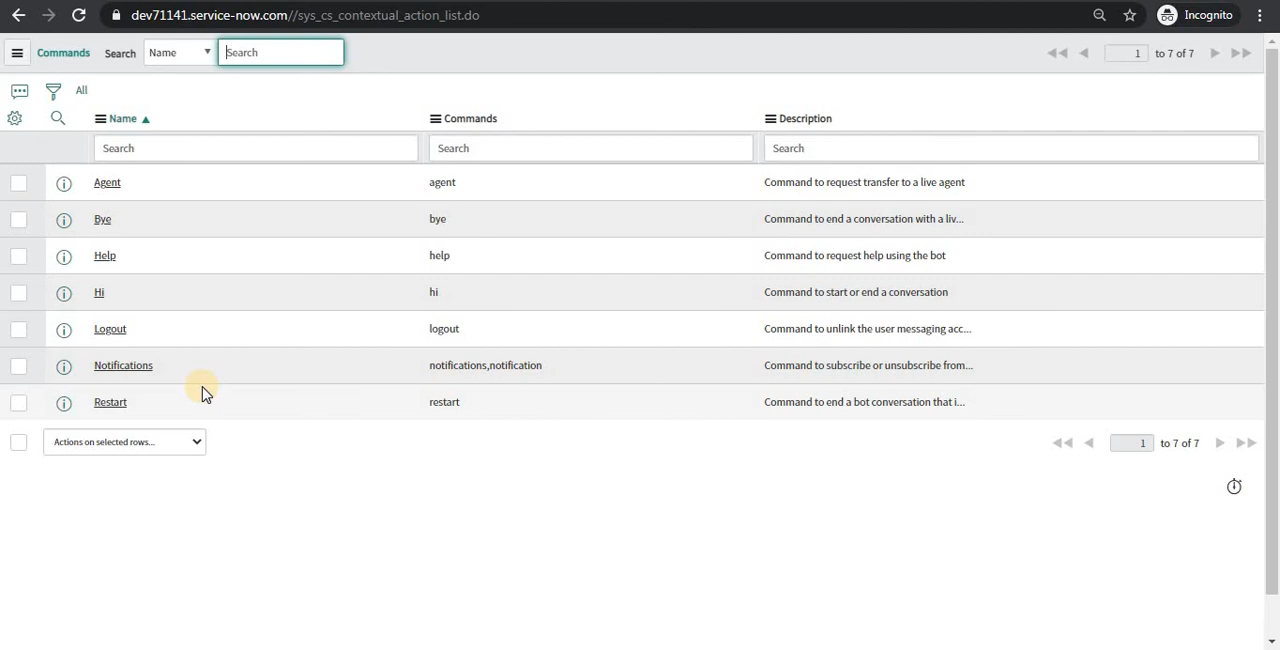 dev71141.service-now.com//sys_cs_contextual_action_list.do Incognito
Commands Search Name Search 1 to 7 of 7
All
Name Commands Description
Search Search Search
Agent agent Command to request transfer to a live agent
Bye bye Command to end a conversation with a liv...
Help help Command to request help using the bot
Hi hi Command to start or end a conversation
Logout logout Command to unlink the user messaging acc...
Notifications notifications,notification Command to subscribe or unsubscribe from...
Restart restart Command to end a bot conversation that i...
Actions on selected rows... 1 to 7 of 7